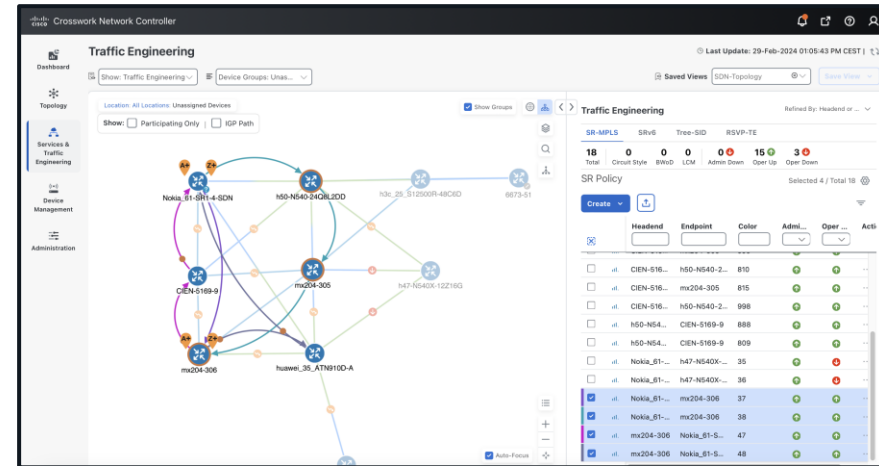 cisco Crosswork Network Controller
Traffic Engineering
Last Update: 29-Feb-2024 01:05:43 PM CEST |
Show: Traffic Engineering
Device Groups: Unas...
Saved Views
SDN-Topology
Save View
Dashboard
Topology
Services &
Traffic
Engineering
Device
Management
Administration
Location: All Locations: Unassigned Devices
Show: Participating Only | IGP Path
Show Groups
A+
Z+
Nokia_61-SR1-4-SDN
h50-N540-24Q8L2DD
h3c_25_S12500R-48C6D
6673-51
CIEN-5169-9
mx204-305
h47-N540X-12Z16G
A+
Z+
mx204-306
huawei_35_ATN910D-A
Auto-Focus
Traffic Engineering
Refined By: Headend or ...
SR-MPLS SRv6 Tree-SID RSVP-TE
18 0 0 0 0 15 3
Total Circuit Style BWoD LCM Admin Down Oper Up Oper Down
SR Policy
Selected 4 / Total 18
Create
Headend Endpoint Color Admi... Oper ... Acti
CIEN-516... h50-N540-2... 810
CIEN-516... mx204-305 815
CIEN-516... h50-N540-2... 998
h50-N54... CIEN-5169-9 888
h50-N54... CIEN-5169-9 809
Nokia_61-... h47-N540X-... 35
Nokia_61-... h47-N540X-... 36
Nokia_61-... mx204-306 37
Nokia_61-... mx204-306 38
mx204-306 Nokia_61-S... 47
mx204-306 Nokia_61-S... 48